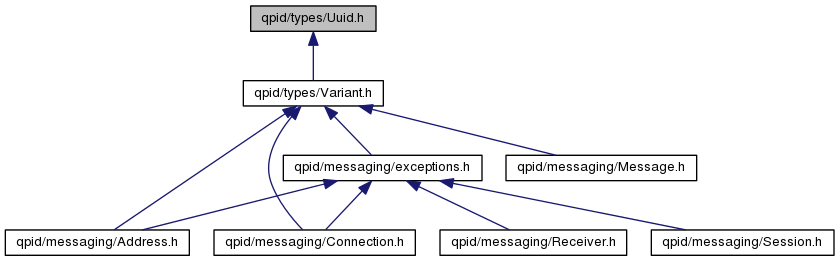 qpid/types/Uuid.h
qpid/types/Variant.h
qpid/messaging/exceptions.h
qpid/messaging/Message.h
qpid/messaging/Address.h
qpid/messaging/Connection.h
qpid/messaging/Receiver.h
qpid/messaging/Session.h